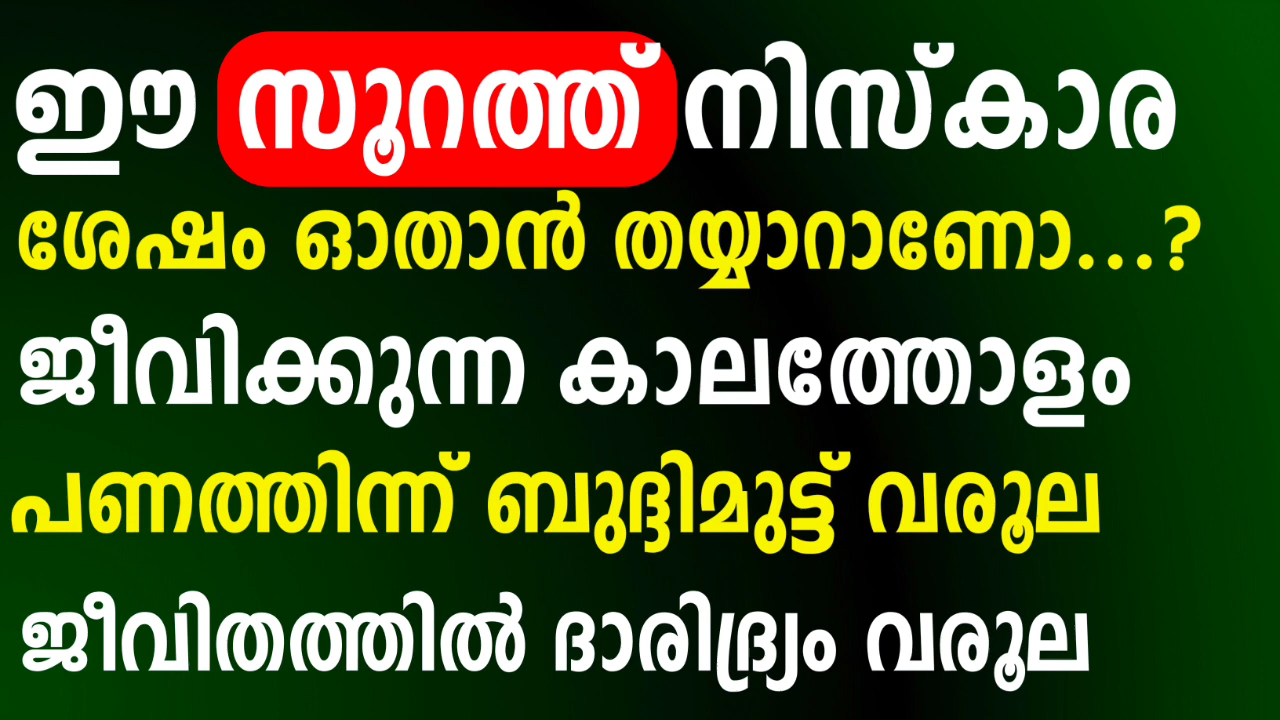 ഈ സൂറത്ത് നിസ്കാര
ശേഷം ഓതാൻ തയ്യാറാണോ...?
ജീവിക്കുന്ന കാലത്തോളം
പണത്തിന് ബുദ്ദിമുട്ട് വരൂല
ജീവിതത്തിൽ ദാരിദ്ര്യം വരൂല